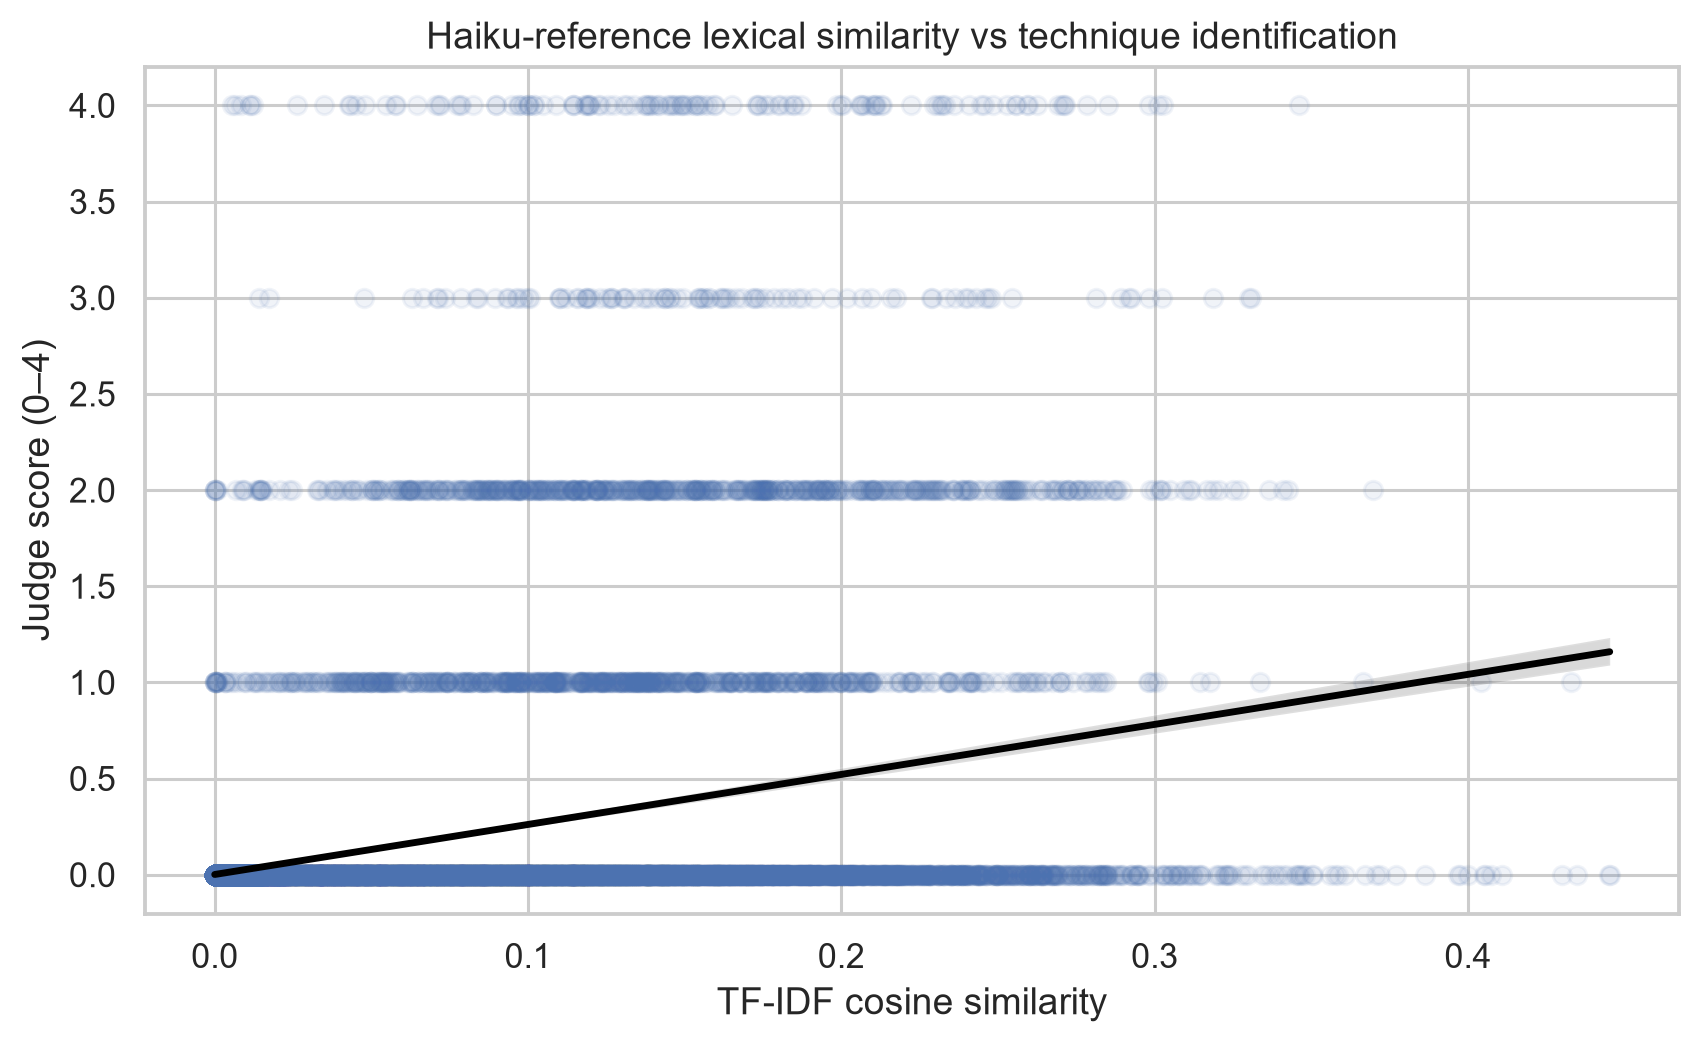 Haiku-reference lexical similarity vs technique identification
4.0
3.5
3.0
2.5
2.0
1.5
1.0
0.5
0.0
Judge score (0–4)
0.0 0.1 0.2 0.3 0.4
TF-IDF cosine similarity